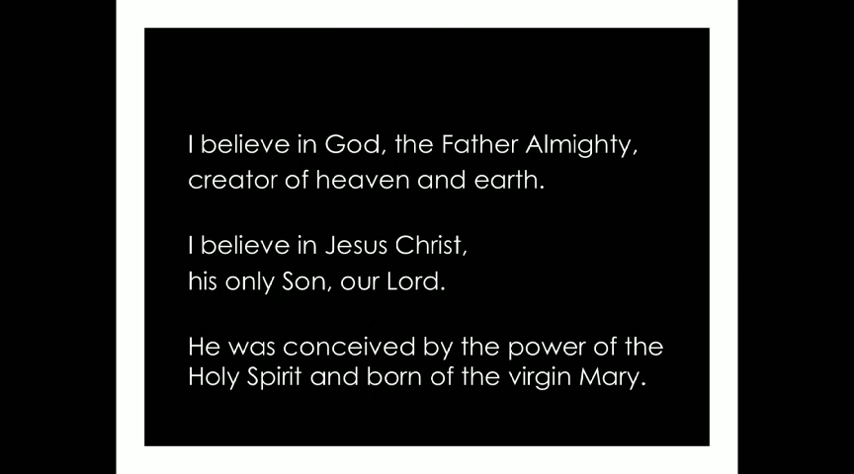 I believe in God, the Father Almighty,
creator of heaven and earth.
I believe in Jesus Christ,
his only Son, our Lord.
He was conceived by the power of the
Holy Spirit and born of the virgin Mary.